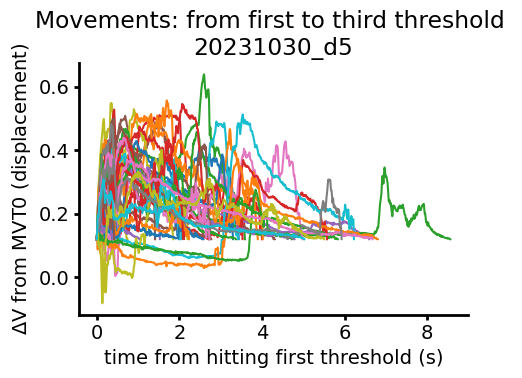 Movements: from first to third threshold
20231030_d5
ΔV from MVT0 (displacement)
0.6
0.4
0.2
0.0
0
2
4
6
8
time from hitting first threshold (s)